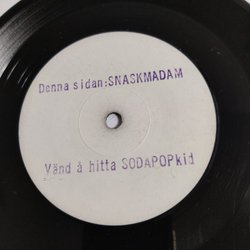 Denna sidan:SNASKMADAM
Vänd å hitta SODAPOPkid